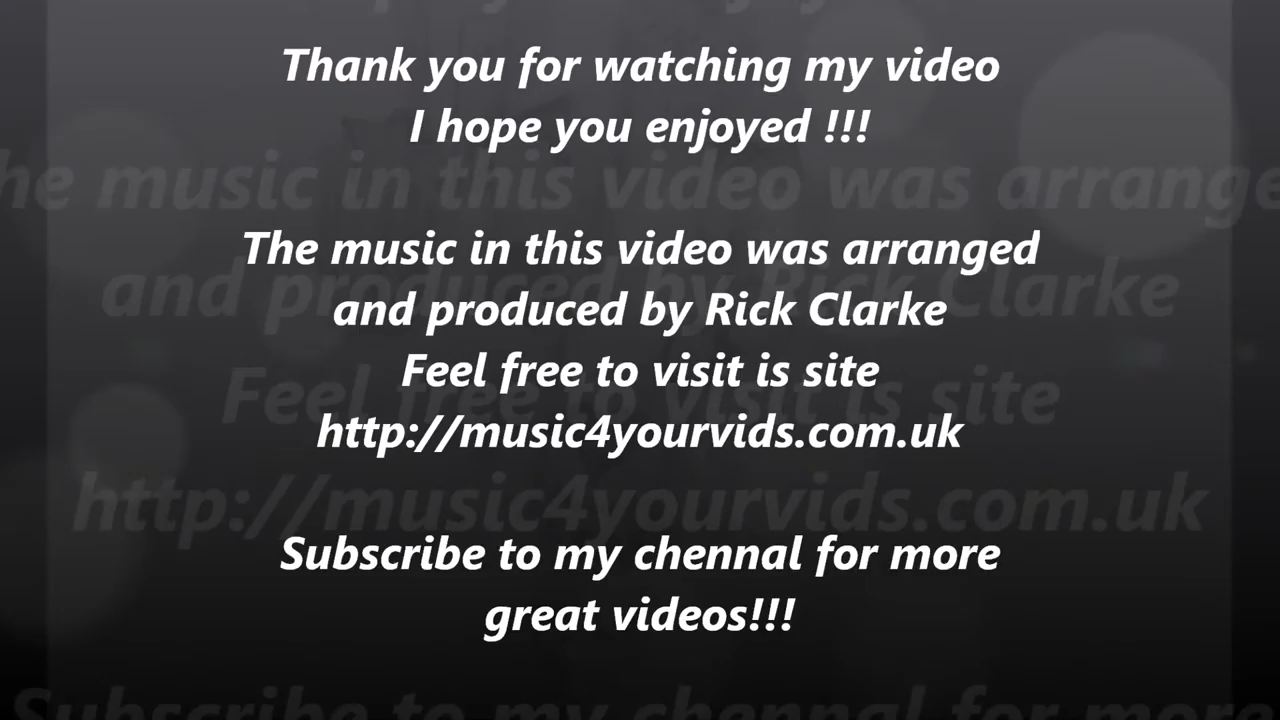 Thank you for watching my video
I hope you enjoyed !!!
The music in this video was arranged
and produced by Rick Clarke
Feel free to visit is site
http://music4yourvids.com.uk
Subscribe to my chennal for more
great videos!!!